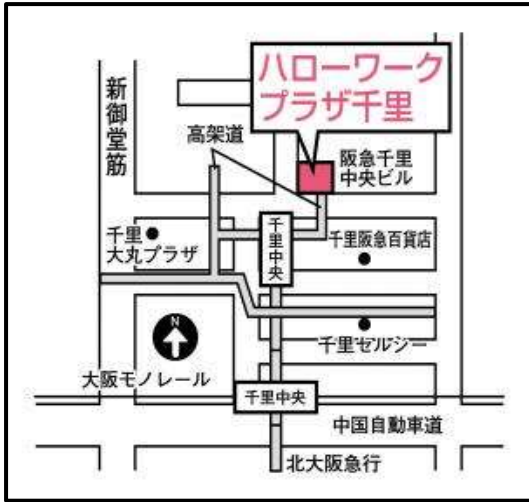 ハローワーク
プラザ千里
新御堂筋
高架道
阪急千里
中央ビル
千里
大丸プラザ
千里中央
千里阪急百貨店
N
千里セルシー
大阪モノレール
千里中央
中国自動車道
北大阪急行